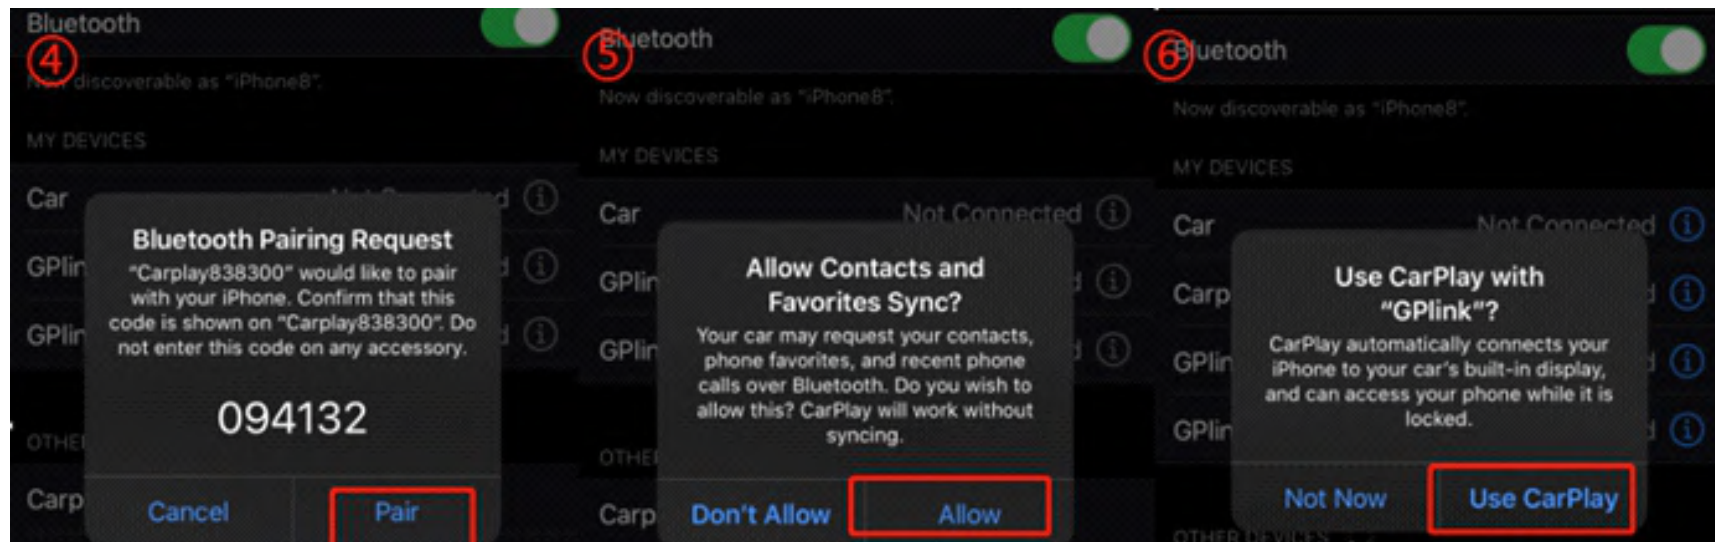 Bluetooth
④
Now discoverable as "iPhone8".
MY DEVICES
Car
Not Connected
GPlin
GPlin
Bluetooth Pairing Request
"Carplay838300" would like to pair
with your iPhone. Confirm that this
code is shown on "Carplay838300". Do
not enter this code on any accessory.
094132
OTHE
Carp
Cancel
Pair
Bluetooth
⑤
Now discoverable as "iPhone8".
MY DEVICES
Car
Not Connected
GPlin
GPlin
Allow Contacts and
Favorites Sync?
Your car may request your contacts,
phone favorites, and recent phone
calls over Bluetooth. Do you wish to
allow this? CarPlay will work without
syncing.
OTHE
Carp
Don't Allow
Allow
Bluetooth
⑥
Now discoverable as "iPhone8".
MY DEVICES
Car
Not Connected
Carp
GPlin
GPlin
Use CarPlay with
"GPlink"?
CarPlay automatically connects your
iPhone to your car's built-in display,
and can access your phone while it is
locked.
Not Now
Use CarPlay
OTHER DEVICES